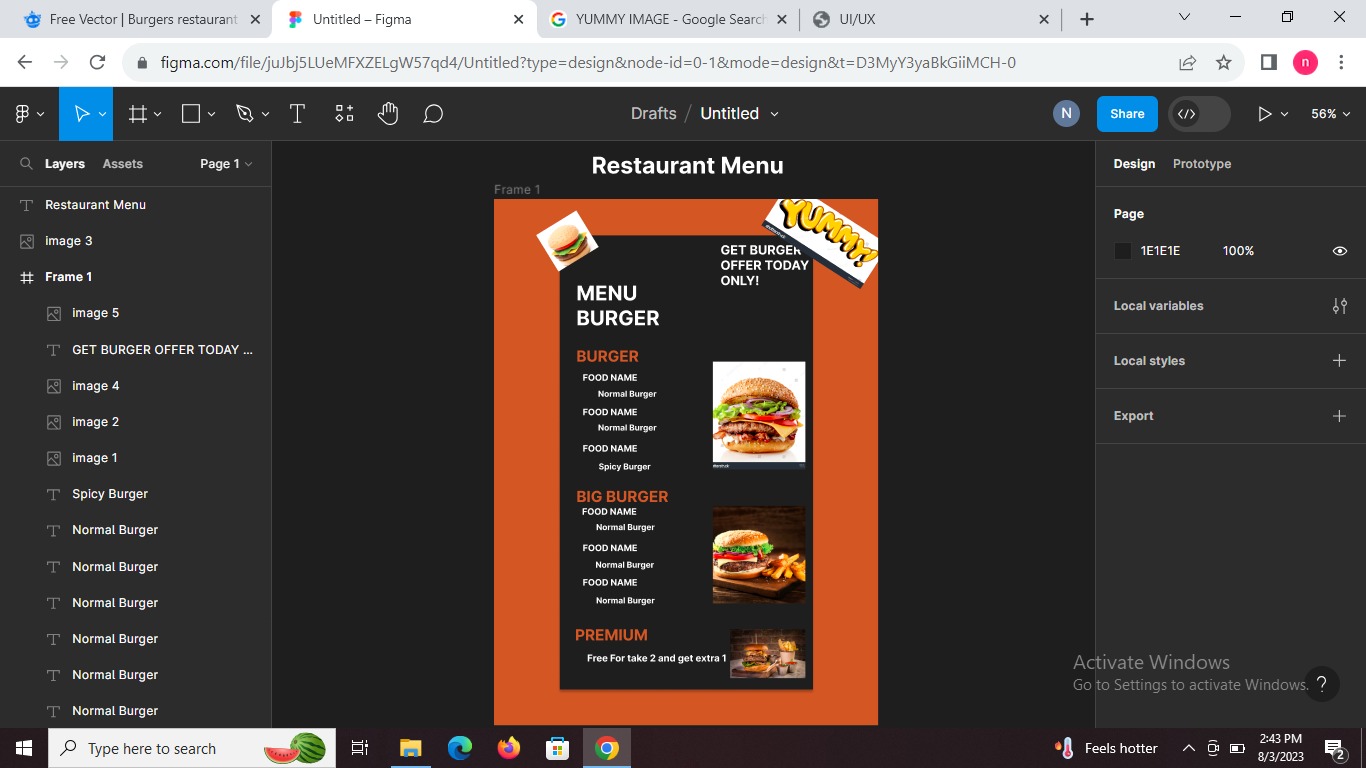 Free Vector | Burgers restaurant
Untitled – Figma
YUMMY IMAGE - Google Search
UI/UX
figma.com/file/juJbj5LUeMFXZELgW57qd4/Untitled?type=design&node-id=0-1&mode=design&t=D3MyY3yaBkGiiMCH-0
n
Drafts / Untitled
N
Share
56%
Layers
Assets
Page 1
Restaurant Menu
image 3
Frame 1
image 5
GET BURGER OFFER TODAY ...
image 4
image 2
image 1
Spicy Burger
Normal Burger
Normal Burger
Normal Burger
Normal Burger
Normal Burger
Normal Burger
Restaurant Menu
Frame 1
YUMMY!
GET BURGER
OFFER TODAY
ONLY!
MENU
BURGER
BURGER
FOOD NAME
Normal Burger
FOOD NAME
Normal Burger
FOOD NAME
Spicy Burger
BIG BURGER
FOOD NAME
Normal Burger
FOOD NAME
Normal Burger
FOOD NAME
Normal Burger
PREMIUM
Free For take 2 and get extra 1
Design
Prototype
Page
1E1E1E
100%
Local variables
Local styles
Export
Activate Windows
Go to Settings to activate Windows.
?
Type here to search
Feels hotter
2:43 PM
8/3/2023
2